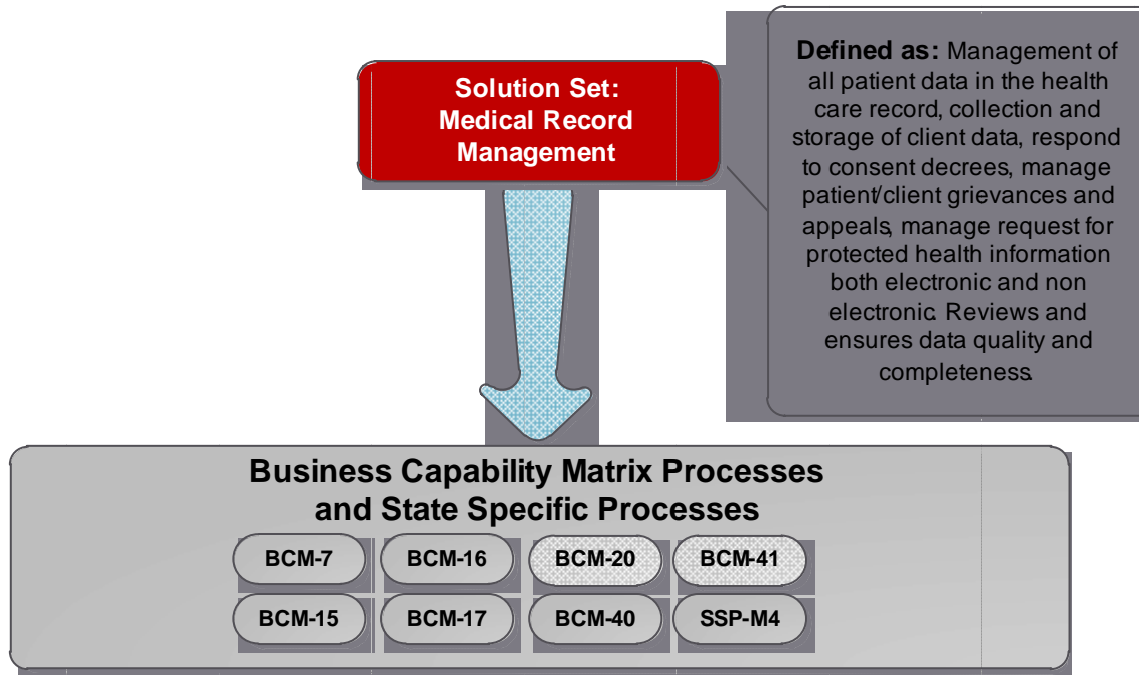 Solution Set:
Medical Record
Management
Defined as: Management of
all patient data in the health
care record, collection and
storage of client data, respond
to consent decrees, manage
patient/client grievances and
appeals, manage request for
protected health information
both electronic and non
electronic. Reviews and
ensures data quality and
completeness.
Business Capability Matrix Processes
and State Specific Processes
BCM-7 BCM-16 BCM-20 BCM-41
BCM-15 BCM-17 BCM-40 SSP-M4